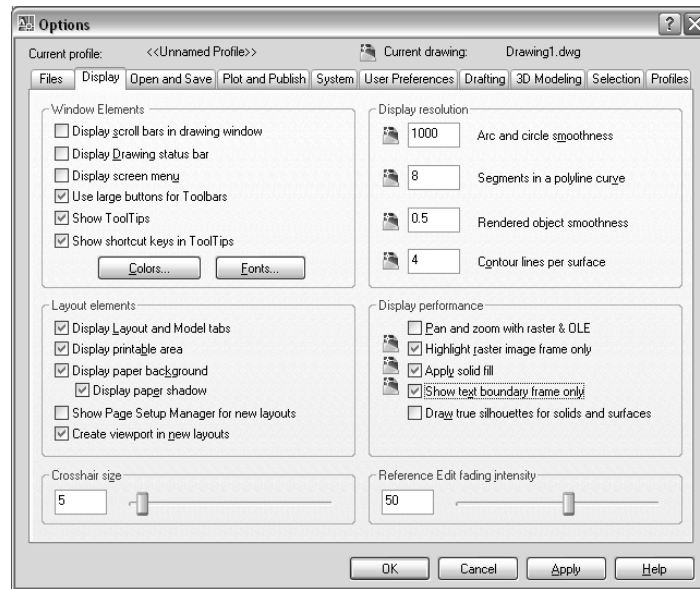 Options
Current profile: <<Unnamed Profile>> Current drawing: Drawing1.dwg
Files Display Open and Save Plot and Publish System User Preferences Drafting 3D Modeling Selection Profiles
Window Elements
Display scroll bars in drawing window
Display Drawing status bar
Display screen menu
Use large buttons for Toolbars
Show ToolTips
Show shortcut keys in ToolTips
Colors... Fonts...
Display resolution
1000 Arc and circle smoothness
8 Segments in a polyline curve
0.5 Rendered object smoothness
4 Contour lines per surface
Layout elements
Display Layout and Model tabs
Display printable area
Display paper background
Display paper shadow
Show Page Setup Manager for new layouts
Create viewport in new layouts
Display performance
Pan and zoom with raster & OLE
Highlight raster image frame only
Apply solid fill
Show text boundary frame only
Draw true silhouettes for solids and surfaces
Crosshair size
5
Reference Edit fading intensity
50
OK Cancel Apply Help